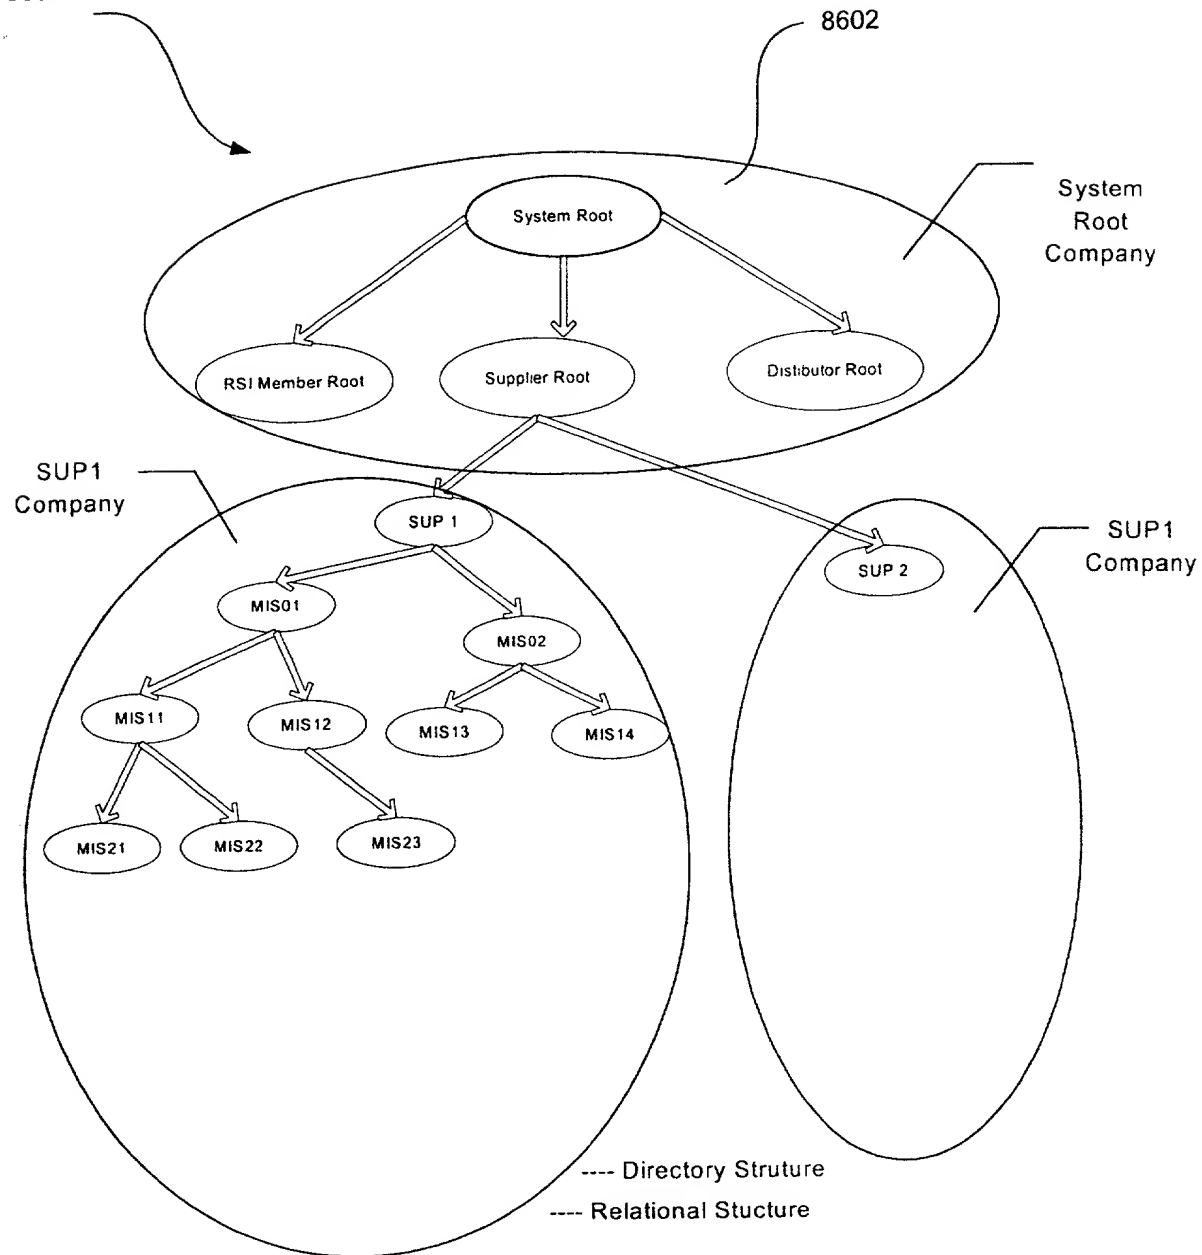 8602
System
Root
Company
System Root
RSI Member Root
Supplier Root
Distibutor Root
SUP1
Company
SUP 1
SUP1
Company
SUP 2
MIS01
MIS02
MIS11
MIS12
MIS13
MIS14
MIS21
MIS22
MIS23
---- Directory Struture
---- Relational Stucture